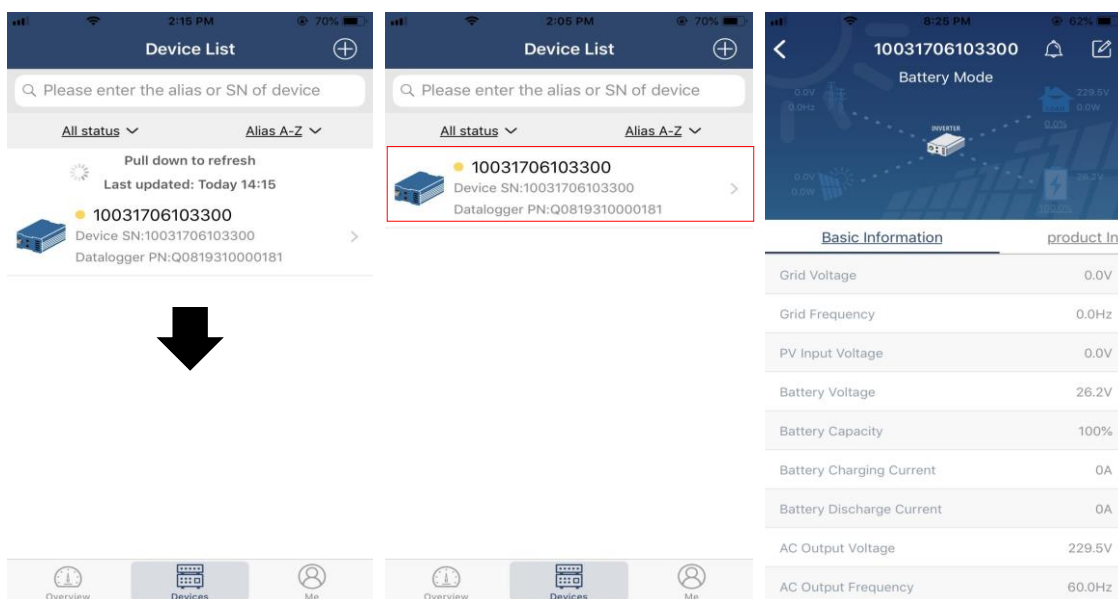 2:15 PM
70%
Device List
Please enter the alias or SN of device
All status
Alias A-Z
Pull down to refresh
Last updated: Today 14:15
10031706103300
Device SN:10031706103300
Datalogger PN:Q0819310000181
Overview
Devices
Me
2:05 PM
70%
Device List
Please enter the alias or SN of device
All status
Alias A-Z
10031706103300
Device SN:10031706103300
Datalogger PN:Q0819310000181
Overview
Devices
Me
8:25 PM
62%
10031706103300
Battery Mode
0.0V
0.0Hz
229.5V
0.0W
0.0%
INVERTER
0.0V
0.0W
26.2V
Basic Information
product In
Grid Voltage
0.0V
Grid Frequency
0.0Hz
PV Input Voltage
0.0V
Battery Voltage
26.2V
Battery Capacity
100%
Battery Charging Current
0A
Battery Discharge Current
0A
AC Output Voltage
229.5V
AC Output Frequency
60.0Hz